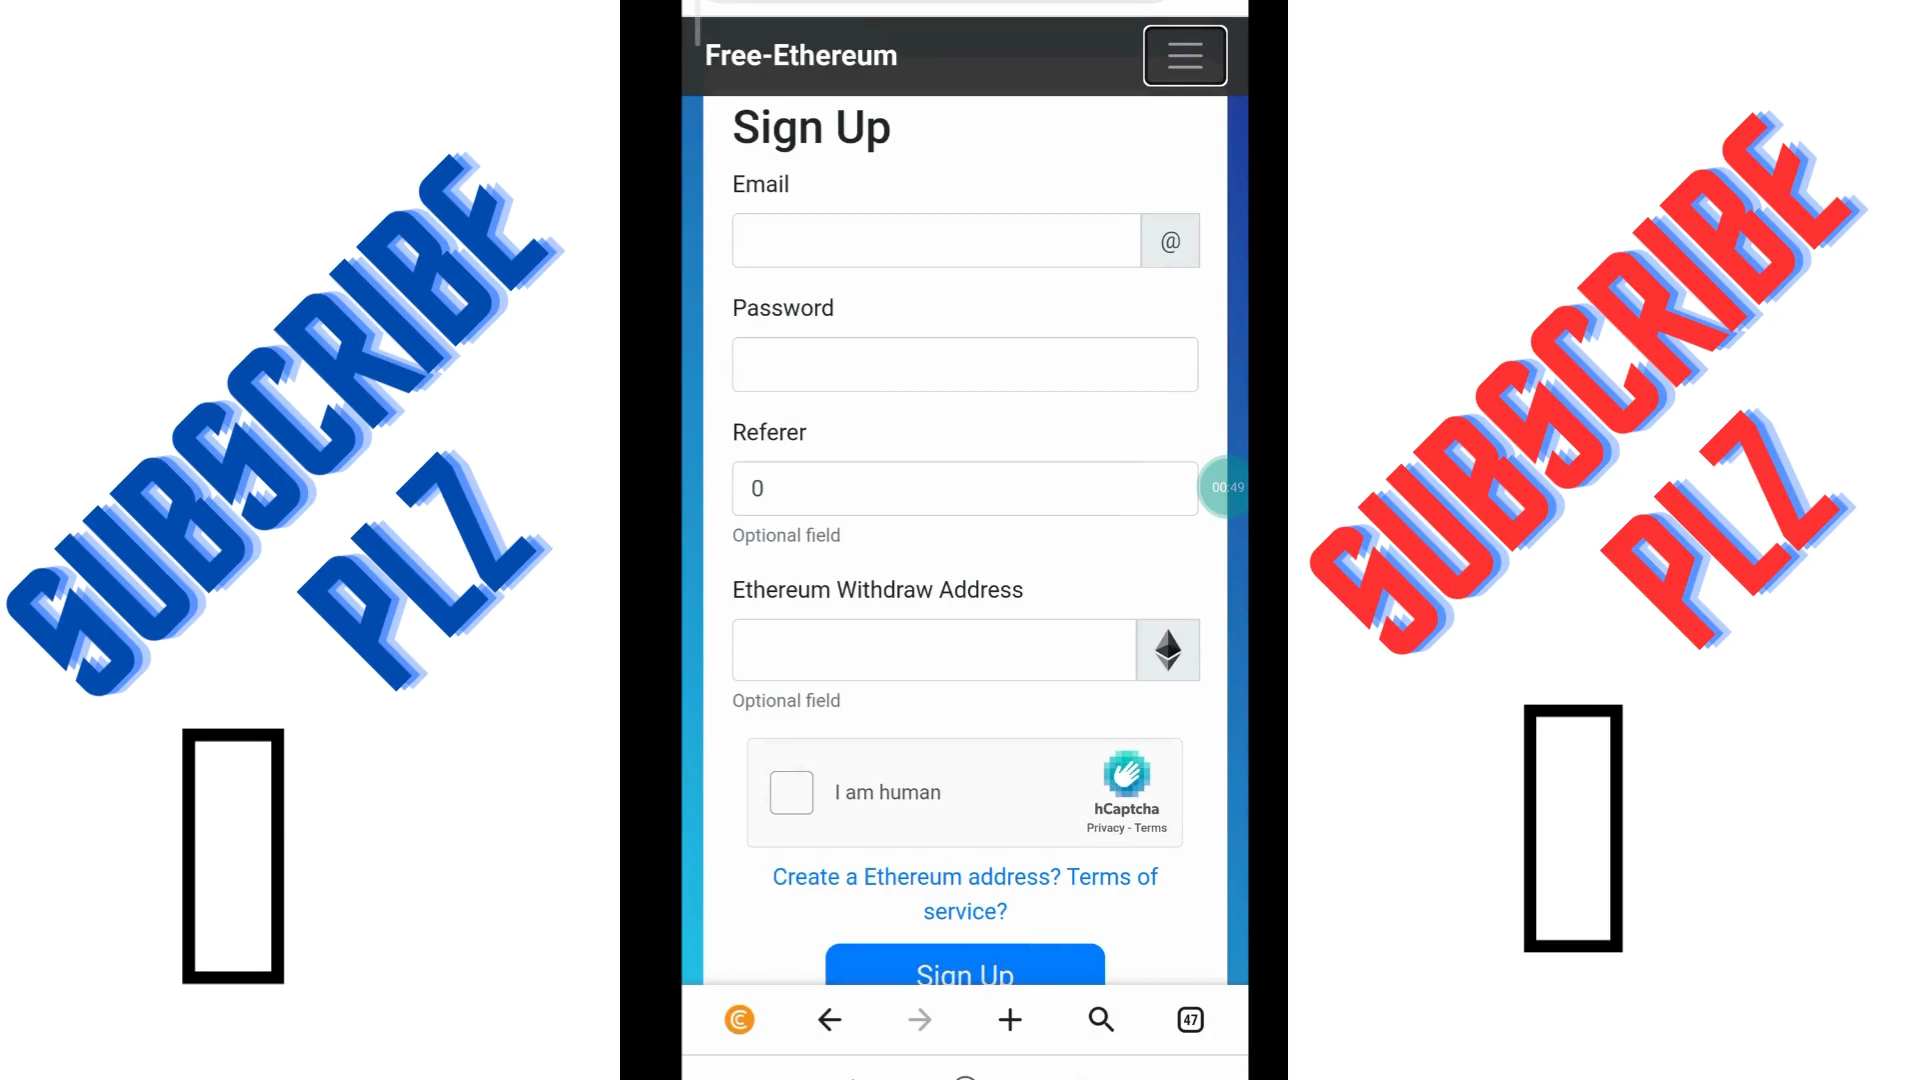 SUBSCRIBE
PLZ
Free-Ethereum
Sign Up
Email
@
Password
Referer
0
00:49
Optional field
Ethereum Withdraw Address
Optional field
I am human
hCaptcha
Privacy - Terms
Create a Ethereum address? Terms of
service?
Sign Up
47
SUBSCRIBE
PLZ